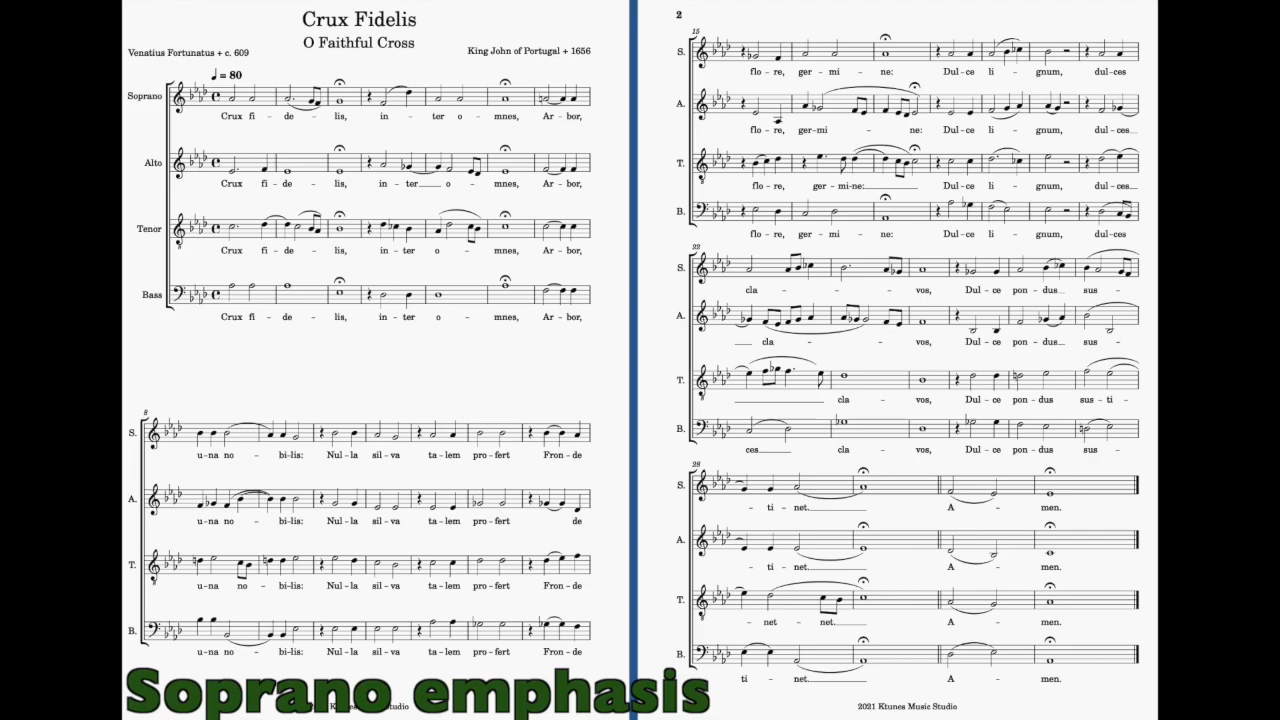 Crux Fidelis
O Faithful Cross
Venatius Fortunatus + c. 609
King John of Portugal + 1656
♩ = 80
Soprano
Crux fi - de - lis, in - ter o - mnes, Ar - bor,
Alto
Crux fi - de - lis, in - ter o - mnes, Ar - bor,
Tenor
Crux fi - de - lis, in - ter o - mnes, Ar - bor,
Bass
Crux fi - de - lis, in - ter o - mnes, Ar - bor,
8
S.
u-na no - bi-lis: Nul-la sil-va ta-lem pro-fert Fron-de
A.
u-na no - bi-lis: Nul-la sil-va ta-lem pro-fert de
T.
u-na no - bi-lis: Nul-la sil-va ta-lem pro-fert Fron-de
B.
u-na no - bi-lis: Nul-la sil-va ta-lem pro-fert Fron-de
Soprano emphasis
2
15
S.
flo-re, ger-mi-ne: Dul-ce li-gnum, dul-ces
A.
flo-re, ger-mi - ne: Dul-ce li-gnum, dul-ces
T.
flo-re, ger-mi-ne: Dul-ce li-gnum, dul-ces
B.
flo-re, ger-mi-ne: Dul-ce li-gnum, dul-ces
22
S.
cla - vos, Dul-ce pon-dus sus -
A.
cla - vos, Dul-ce pon-dus sus -
T.
cla - vos, Dul-ce pon-dus sus-ti-
B.
ces cla - vos, Dul-ce pon-dus sus -
28
S.
- ti - net. A - men.
A.
- ti - net. A - men.
T.
- net - net. A - men.
B.
ti - net. A - men.
2021 Ktunes Music Studio